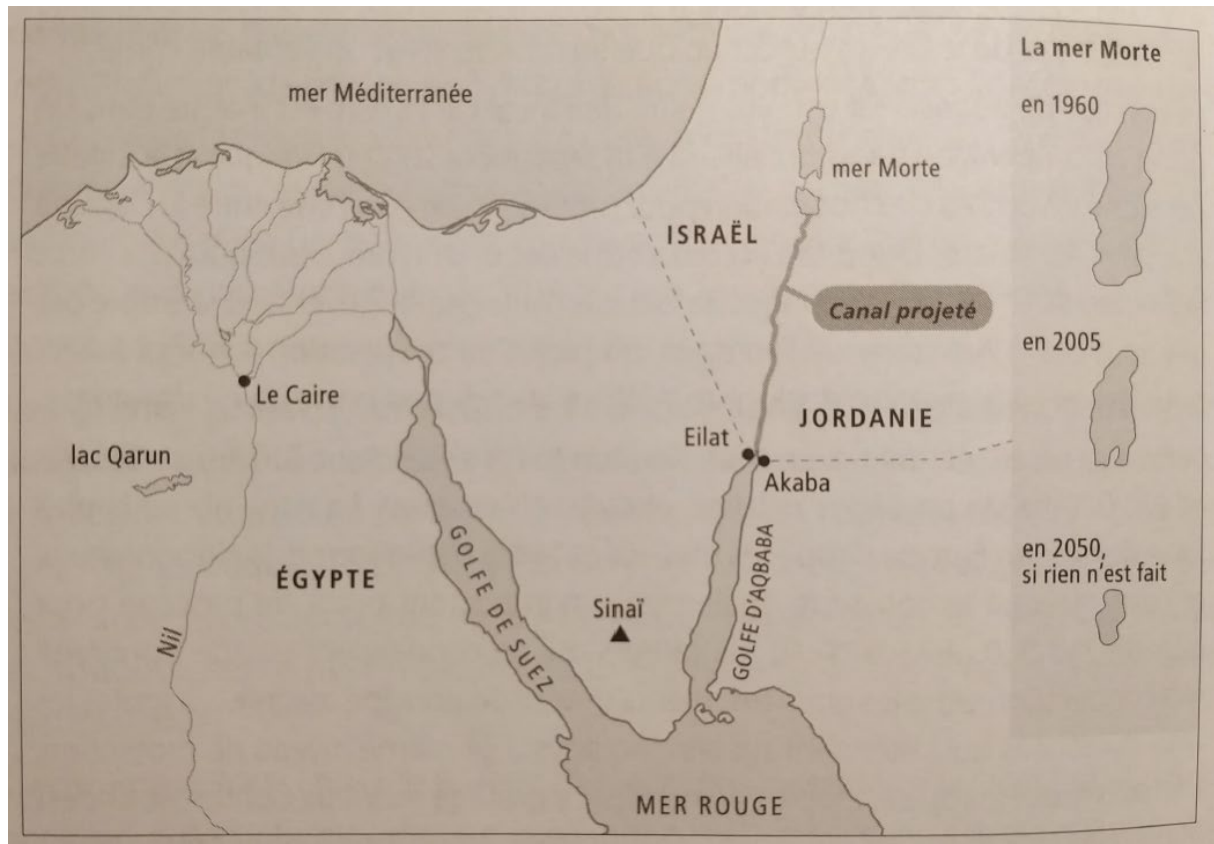 La mer Morte
en 1960
mer Méditerranée
mer Morte
ISRAËL
Canal projeté
en 2005
Le Caire
JORDANIE
Eilat
lac Qarun
Akaba
en 2050,
si rien n'est fait
ÉGYPTE
GOLFE DE SUEZ
Sinaï
GOLFE D'AQBABA
Nil
MER ROUGE